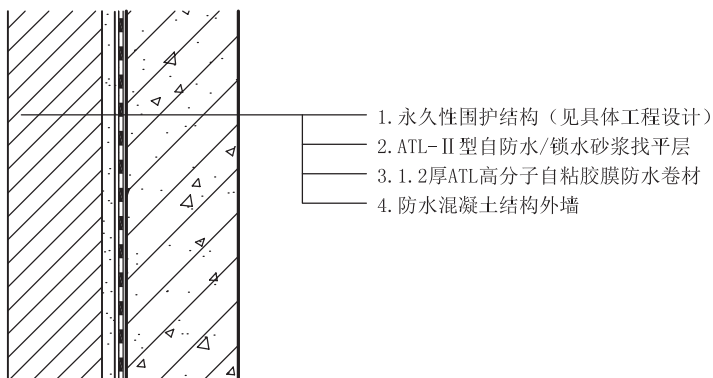 1.永久性围护结构（见具体工程设计）
2.ATL-Ⅱ型自防水/锁水砂浆找平层
3.1.2厚ATL高分子自粘胶膜防水卷材
4.防水混凝土结构外墙